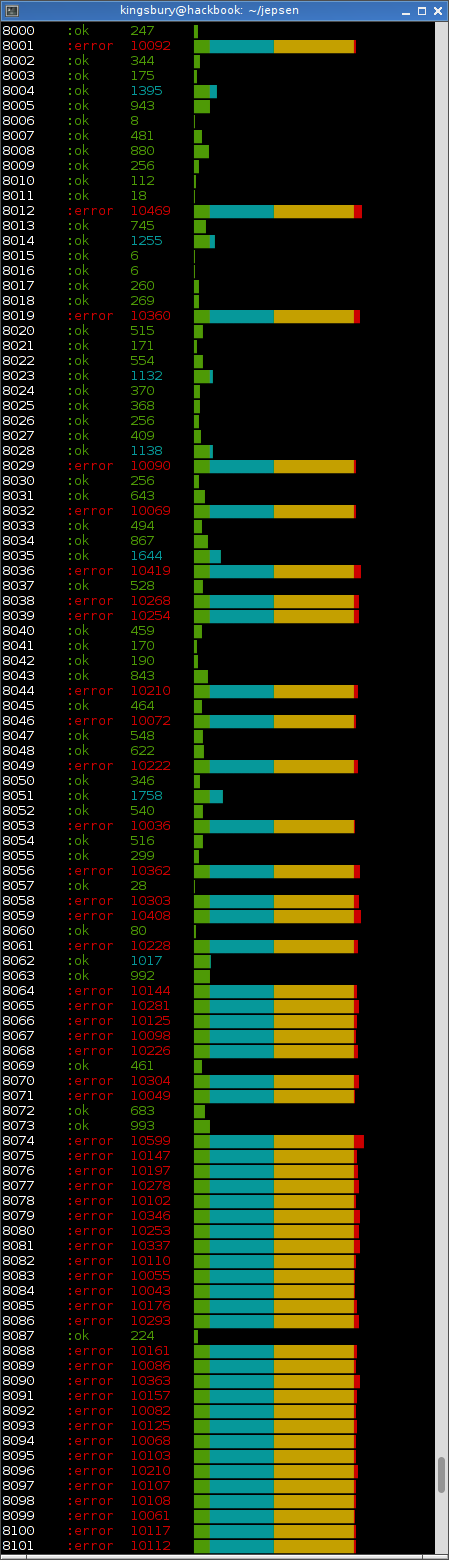 kingsbury@hackbook: ~/jepsen
8000 :ok 247
8001 :error 10092
8002 :ok 344
8003 :ok 175
8004 :ok 1395
8005 :ok 943
8006 :ok 8
8007 :ok 481
8008 :ok 880
8009 :ok 256
8010 :ok 112
8011 :ok 18
8012 :error 10469
8013 :ok 745
8014 :ok 1255
8015 :ok 6
8016 :ok 6
8017 :ok 260
8018 :ok 269
8019 :error 10360
8020 :ok 515
8021 :ok 171
8022 :ok 554
8023 :ok 1132
8024 :ok 370
8025 :ok 368
8026 :ok 256
8027 :ok 409
8028 :ok 1138
8029 :error 10090
8030 :ok 256
8031 :ok 643
8032 :error 10069
8033 :ok 494
8034 :ok 867
8035 :ok 1644
8036 :error 10419
8037 :ok 528
8038 :error 10268
8039 :error 10254
8040 :ok 459
8041 :ok 170
8042 :ok 190
8043 :ok 843
8044 :error 10210
8045 :ok 464
8046 :error 10072
8047 :ok 548
8048 :ok 622
8049 :error 10222
8050 :ok 346
8051 :ok 1758
8052 :ok 540
8053 :error 10036
8054 :ok 516
8055 :ok 299
8056 :error 10362
8057 :ok 28
8058 :error 10303
8059 :error 10408
8060 :ok 80
8061 :error 10228
8062 :ok 1017
8063 :ok 992
8064 :error 10144
8065 :error 10281
8066 :error 10125
8067 :error 10098
8068 :error 10226
8069 :ok 461
8070 :error 10304
8071 :error 10049
8072 :ok 683
8073 :ok 993
8074 :error 10599
8075 :error 10147
8076 :error 10197
8077 :error 10278
8078 :error 10102
8079 :error 10346
8080 :error 10253
8081 :error 10337
8082 :error 10110
8083 :error 10055
8084 :error 10043
8085 :error 10176
8086 :error 10293
8087 :ok 224
8088 :error 10161
8089 :error 10086
8090 :error 10363
8091 :error 10157
8092 :error 10082
8093 :error 10125
8094 :error 10068
8095 :error 10103
8096 :error 10210
8097 :error 10107
8098 :error 10108
8099 :error 10061
8100 :error 10117
8101 :error 10112